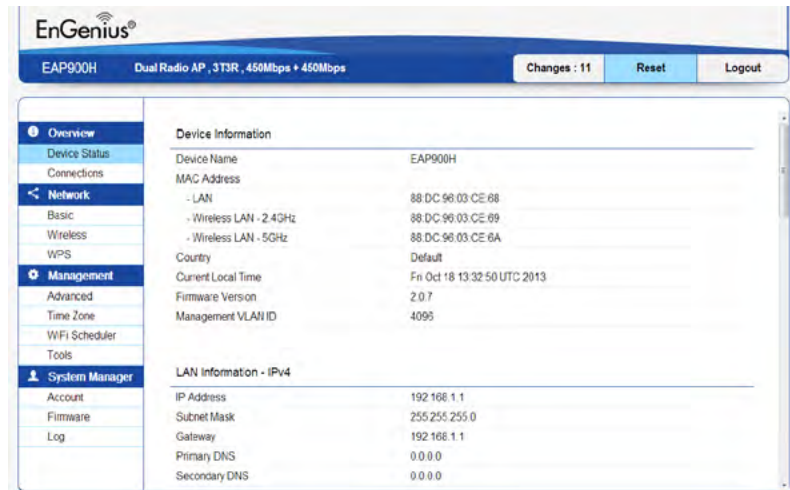 EnGenius®
EAP900H Dual Radio AP , 3T3R , 450Mbps + 450Mbps Changes : 11 Reset Logout
Overview
Device Status
Connections
Network
Basic
Wireless
WPS
Management
Advanced
Time Zone
WiFi Scheduler
Tools
System Manager
Account
Firmware
Log
Device Information
Device Name EAP900H
MAC Address
- LAN 88:DC:96:03:CE:68
- Wireless LAN - 2.4GHz 88:DC:96:03:CE:69
- Wireless LAN - 5GHz 88:DC:96:03:CE:6A
Country Default
Current Local Time Fri Oct 18 13:32:50 UTC 2013
Firmware Version 2.0.7
Management VLAN ID 4096
LAN Information - IPv4
IP Address 192.168.1.1
Subnet Mask 255.255.255.0
Gateway 192.168.1.1
Primary DNS 0.0.0.0
Secondary DNS 0.0.0.0